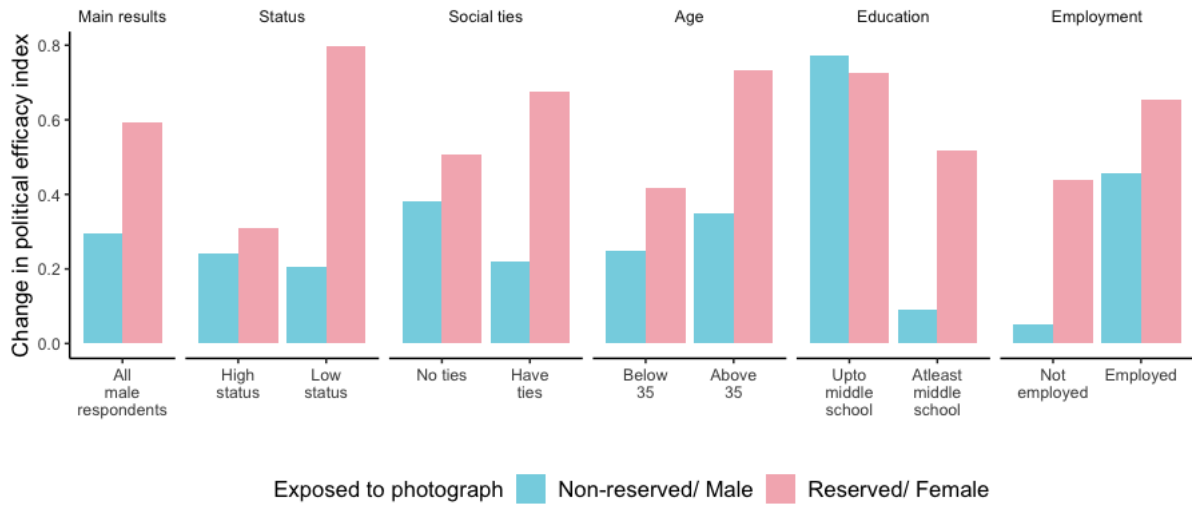 Main results
Status
Social ties
Age
Education
Employment
Change in political efficacy index
0.8
0.6
0.4
0.2
0.0
All
male
respondents
High
status
Low
status
No ties
Have
ties
Below
35
Above
35
Upto
middle
school
Atleast
middle
school
Not
employed
Employed
Exposed to photograph
Non-reserved/ Male
Reserved/ Female